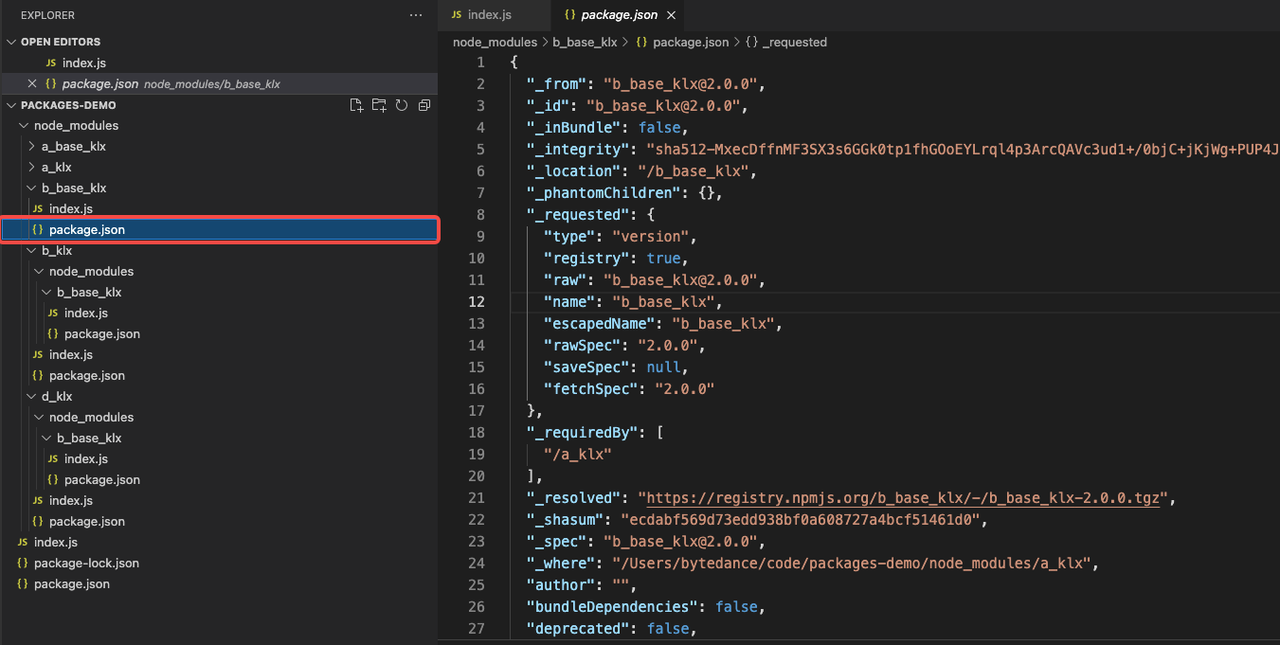 EXPLORER
···
OPEN EDITORS
JS index.js
{} package.json node_modules/b_base_klx
PACKAGES-DEMO
node_modules
a_base_klx
a_klx
b_base_klx
JS index.js
{} package.json
b_klx
node_modules
b_base_klx
JS index.js
{} package.json
JS index.js
{} package.json
d_klx
node_modules
b_base_klx
JS index.js
{} package.json
JS index.js
{} package.json
JS index.js
{} package-lock.json
{} package.json
JS index.js
{} package.json
node_modules > b_base_klx > {} package.json > {} _requested
1 {
2 "_from": "b_base_klx@2.0.0",
3 "_id": "b_base_klx@2.0.0",
4 "_inBundle": false,
5 "_integrity": "sha512-MxecDffnMF3SX3s6GGk0tp1fhGOoEYLrql4p3ArcQAVc3ud1+/0bjC+jKjWg+PUP4J
6 "_location": "/b_base_klx",
7 "_phantomChildren": {},
8 "_requested": {
9 "type": "version",
10 "registry": true,
11 "raw": "b_base_klx@2.0.0",
12 "name": "b_base_klx",
13 "escapedName": "b_base_klx",
14 "rawSpec": "2.0.0",
15 "saveSpec": null,
16 "fetchSpec": "2.0.0"
17 },
18 "_requiredBy": [
19 "/a_klx"
20 ],
21 "_resolved": "https://registry.npmjs.org/b_base_klx/-/b_base_klx-2.0.0.tgz",
22 "_shasum": "ecdabf569d73edd938bf0a608727a4bcf51461d0",
23 "_spec": "b_base_klx@2.0.0",
24 "_where": "/Users/bytedance/code/packages-demo/node_modules/a_klx",
25 "author": "",
26 "bundleDependencies": false,
27 "deprecated": false,